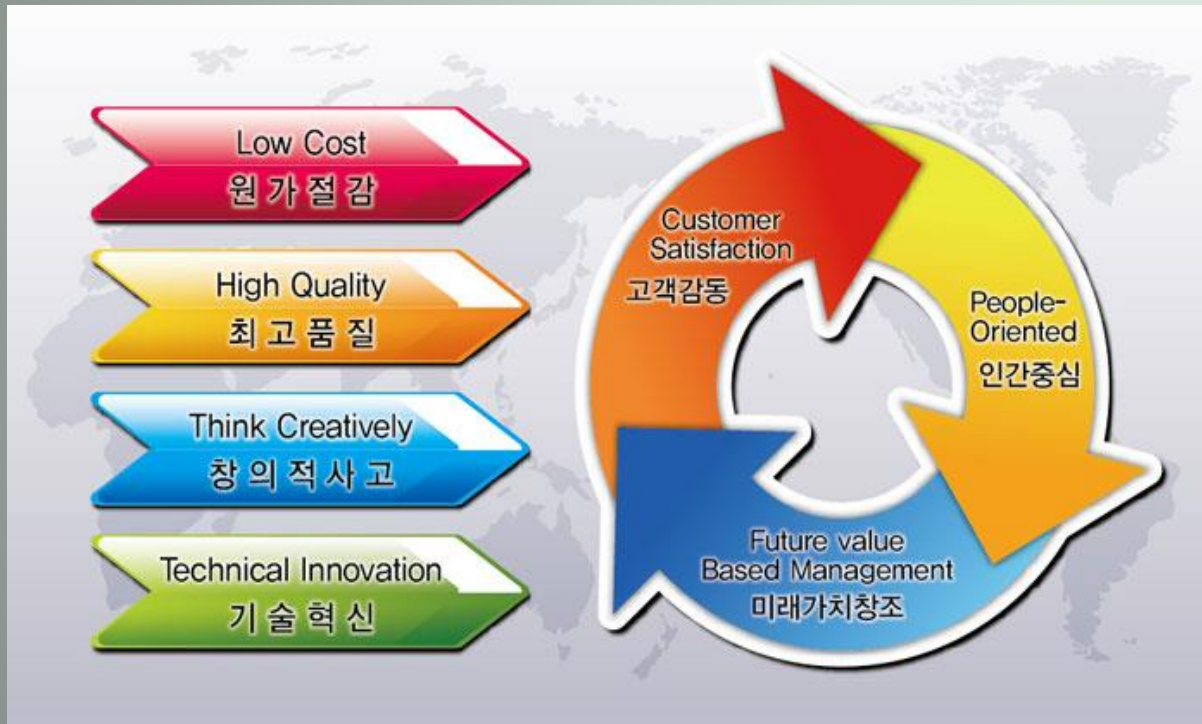 Low Cost
원가절감
High Quality
최고품질
Think Creatively
창의적사고
Technical Innovation
기술혁신
Customer
Satisfaction
고객감동
People-
Oriented
인간중심
Future value
Based Management
미래가치창조